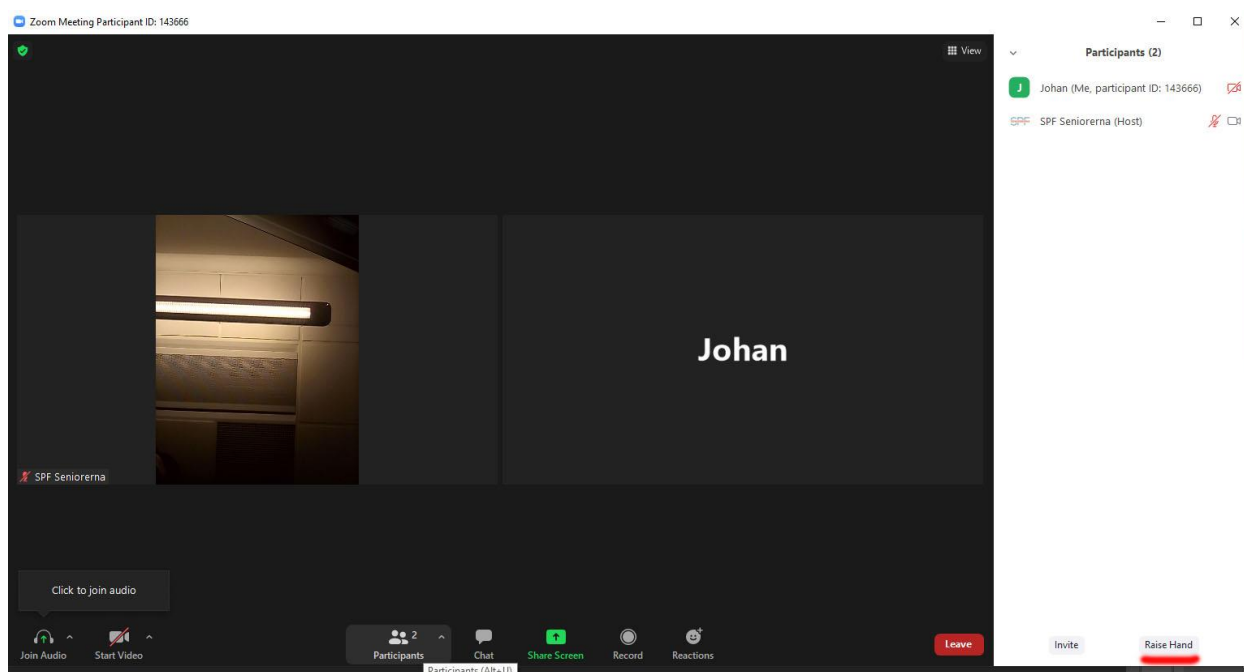 Zoom Meeting Participant ID: 143666
View
Participants (2)
J
Johan (Me, participant ID: 143666)
SPF
SPF Seniorerna (Host)
Johan
SPF Seniorerna
Click to join audio
Join Audio
Start Video
2
Participants
Chat
Share Screen
Record
Reactions
Leave
Invite
Raise Hand
Participants (Alt+U)